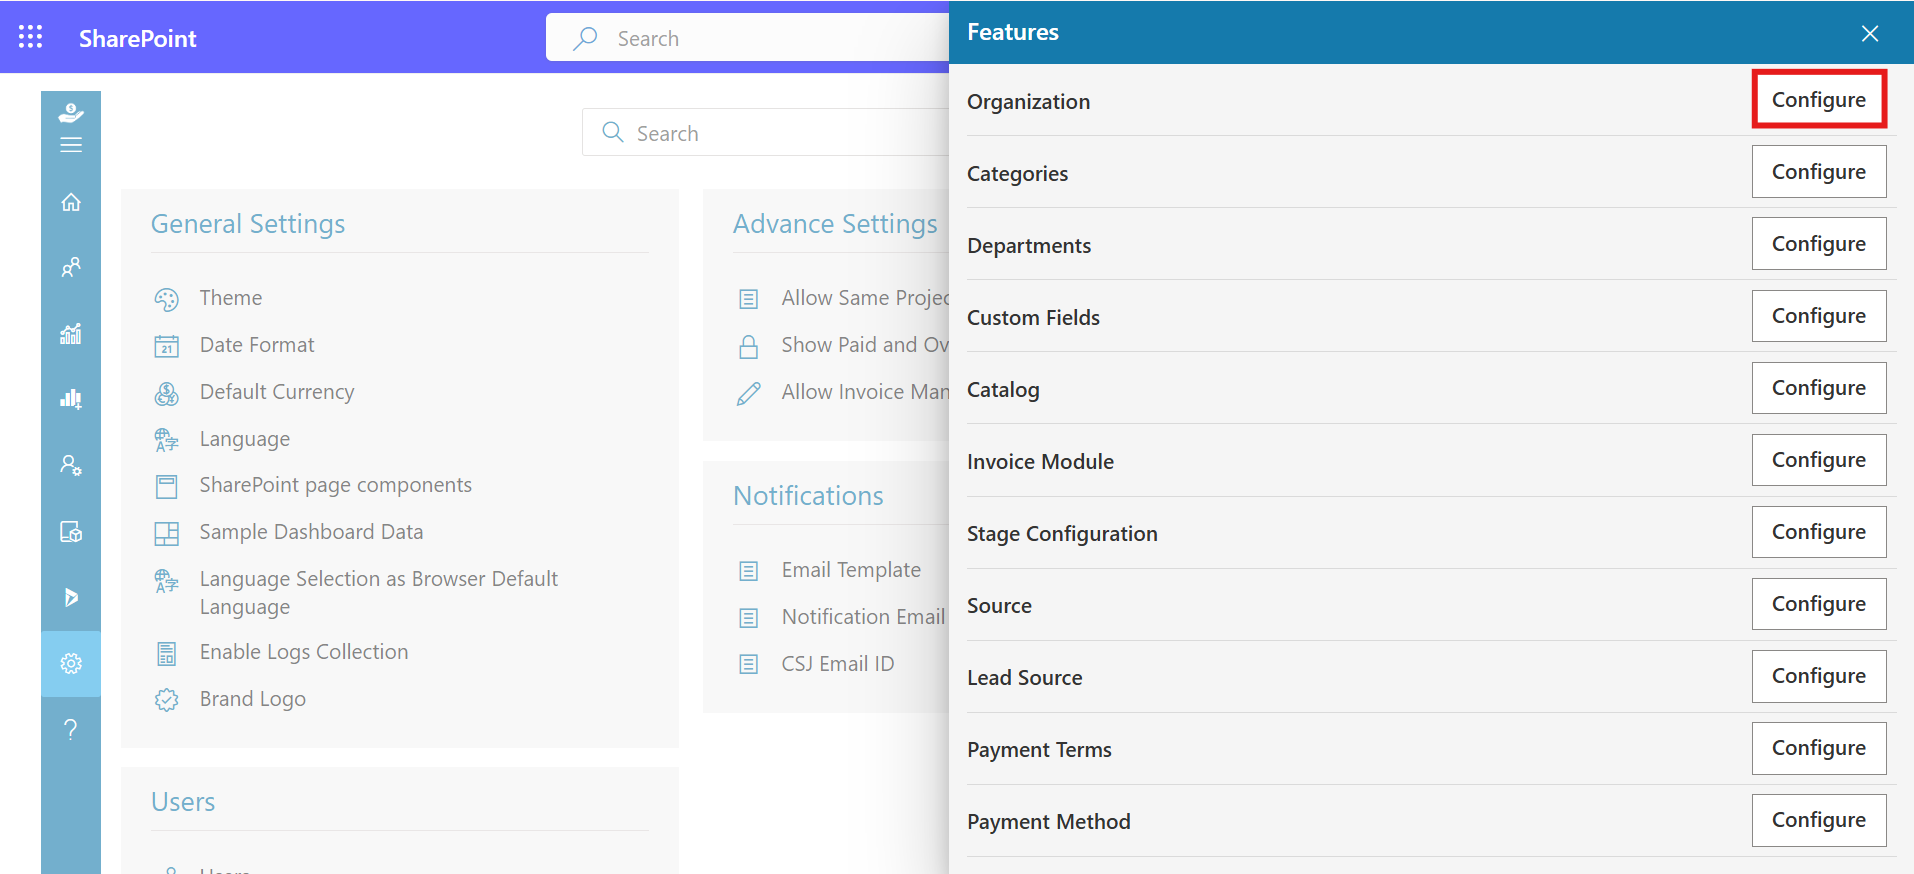 SharePoint
Search
Features
Search
General Settings
Theme
21
Date Format
Default Currency
Language
SharePoint page components
Sample Dashboard Data
Language Selection as Browser Default
Language
Enable Logs Collection
Brand Logo
Users
Users
Advance Settings
Allow Same Projec
Show Paid and Ov
Allow Invoice Man
Notifications
Email Template
Notification Email
CSJ Email ID
Organization Configure
Categories Configure
Departments Configure
Custom Fields Configure
Catalog Configure
Invoice Module Configure
Stage Configuration Configure
Source Configure
Lead Source Configure
Payment Terms Configure
Payment Method Configure